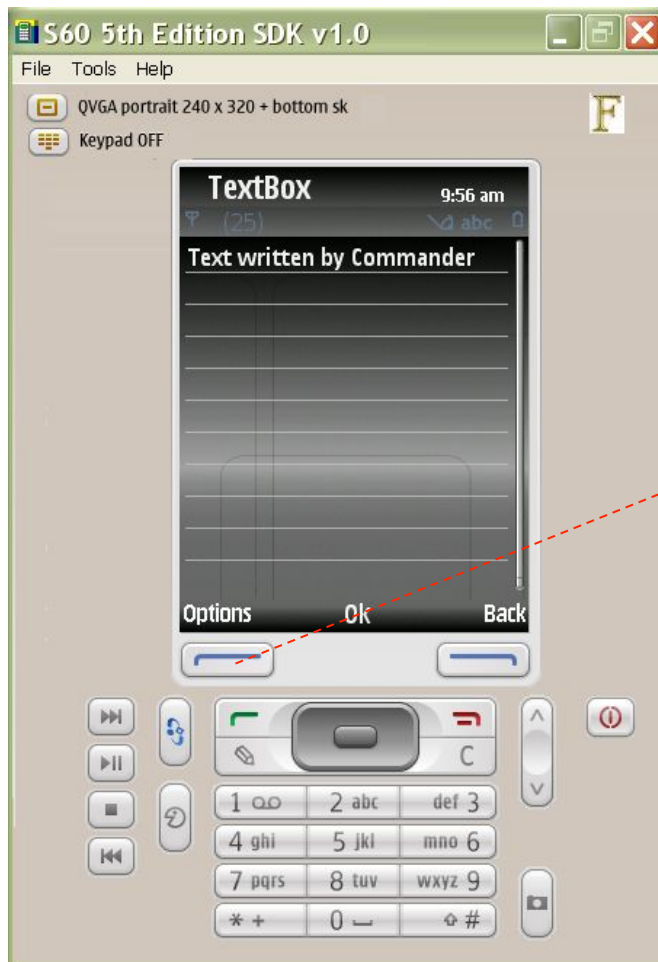 S60 5th Edition SDK v1.0
File Tools Help
QVGA portrait 240 x 320 + bottom sk
F
Keypad OFF
TextBox 9:56 am
(25) abc
Text written by Commander
Options Ok Back
C
1 2 abc def 3
4 ghi 5 jkl mno 6
7 pqrs 8 tuv wxyz 9
* + 0 #